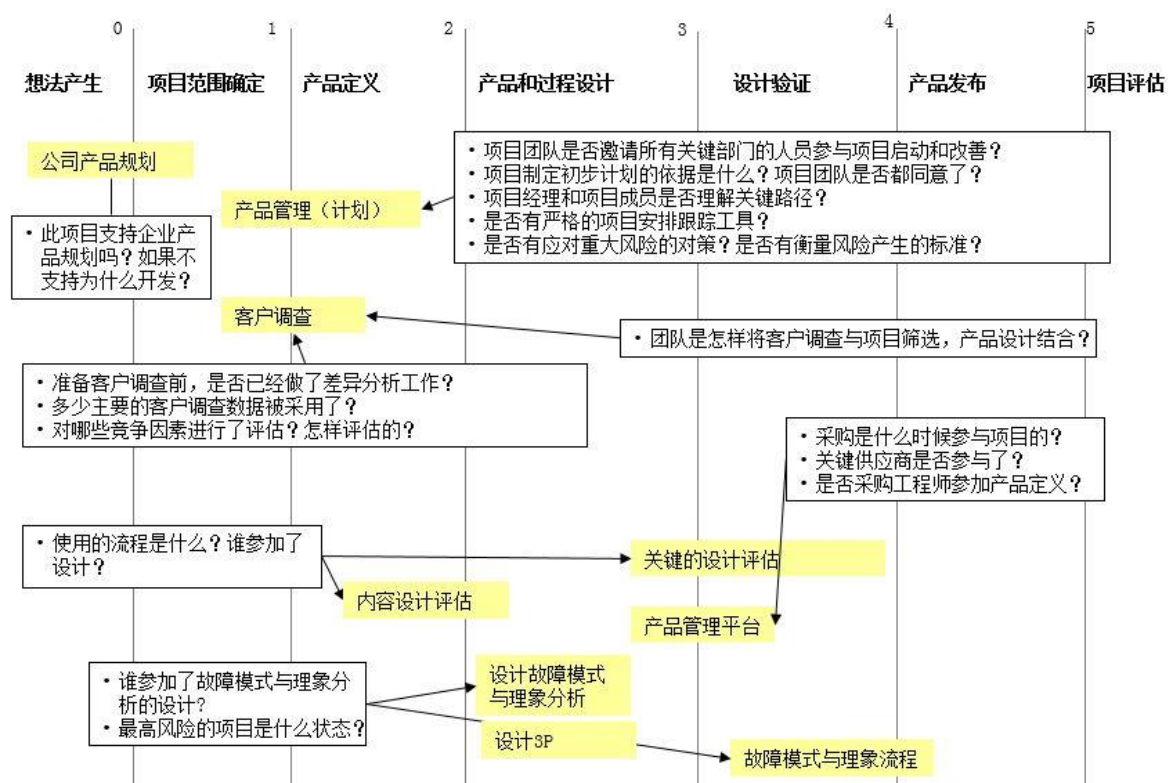 0
1
2
3
4
5
想法产生
项目范围确定
产品定义
产品和过程设计
设计验证
产品发布
项目评估
公司产品规划
• 项目团队是否邀请所有关键部门的人员参与项目启动和改善？
• 项目制定初步计划的依据是什么？项目团队是否都同意了？
• 项目经理和项目成员是否理解关键路径？
• 是否有严格的项目安排跟踪工具？
• 是否有应对重大风险的对策？是否有衡量风险产生的标准？
产品管理（计划）
• 此项目支持企业产
品规划吗？如果不
支持为什么开发？
客户调查
• 团队是怎样将客户调查与项目筛选，产品设计结合？
• 准备客户调查前，是否已经做了差异分析工作？
• 多少主要的客户调查数据被采用了？
• 对哪些竞争因素进行了评估？怎样评估的？
• 采购是什么时候参与项目的？
• 关键供应商是否参与了？
• 是否采购工程师参加产品定义？
• 使用的流程是什么？谁参加了
设计？
关键的设计评估
内容设计评估
产品管理平台
• 谁参加了故障模式与理象分
析的设计？
• 最高风险的项目是什么状态？
设计故障模式
与理象分析
设计3P
故障模式与理象流程